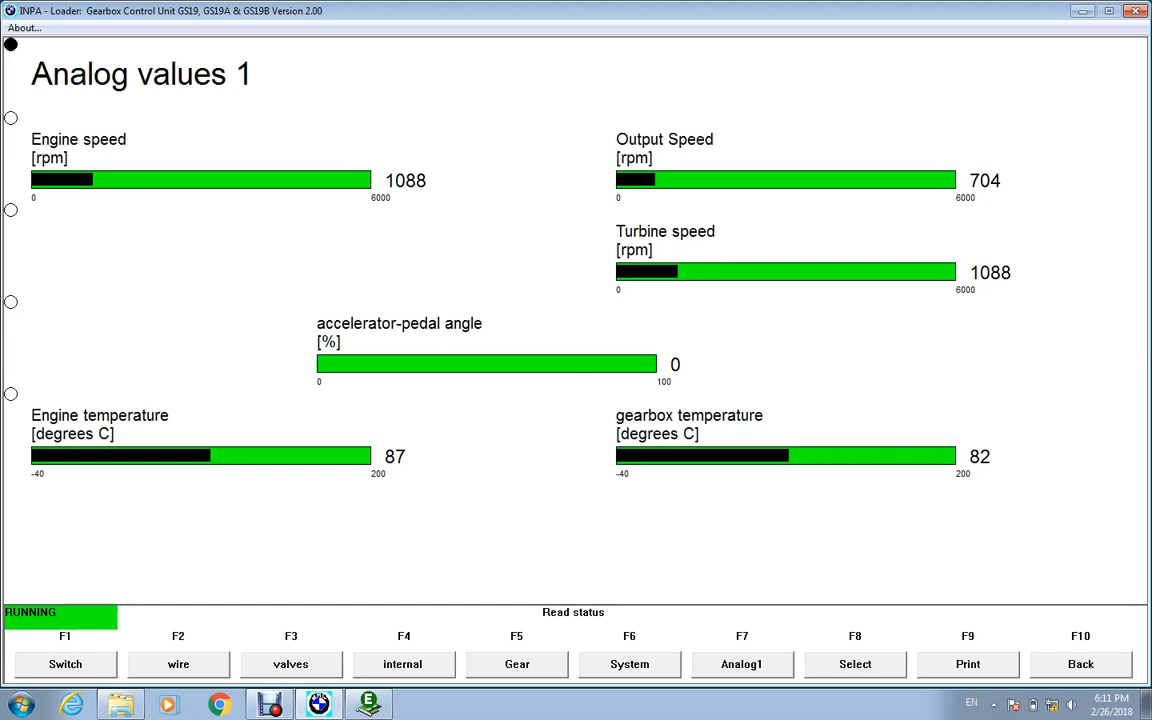 INPA - Loader: Gearbox Control Unit GS19, GS19A & GS19B Version 2.00
About...
Analog values 1
Engine speed
[rpm]
1088
0 6000
Output Speed
[rpm]
704
0 6000
Turbine speed
[rpm]
1088
0 6000
accelerator-pedal angle
[%]
0
0 100
Engine temperature
[degrees C]
87
-40 200
gearbox temperature
[degrees C]
82
-40 200
RUNNING
Read status
F1 F2 F3 F4 F5 F6 F7 F8 F9 F10
Switch wire valves internal Gear System Analog1 Select Print Back
EN
6:11 PM
2/26/2018